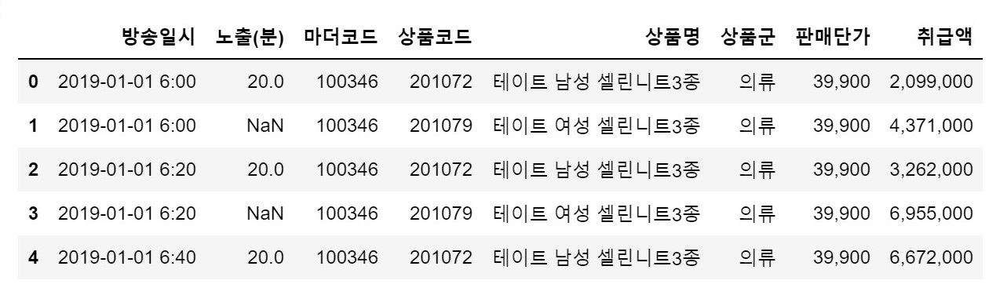 방송일시 노출(분) 마더코드 상품코드 상품명 상품군 판매단가 취급액
0 2019-01-01 6:00 20.0 100346 201072 테이트 남성 셀린니트3종 의류 39,900 2,099,000
1 2019-01-01 6:00 NaN 100346 201079 테이트 여성 셀린니트3종 의류 39,900 4,371,000
2 2019-01-01 6:20 20.0 100346 201072 테이트 남성 셀린니트3종 의류 39,900 3,262,000
3 2019-01-01 6:20 NaN 100346 201079 테이트 여성 셀린니트3종 의류 39,900 6,955,000
4 2019-01-01 6:40 20.0 100346 201072 테이트 남성 셀린니트3종 의류 39,900 6,672,000